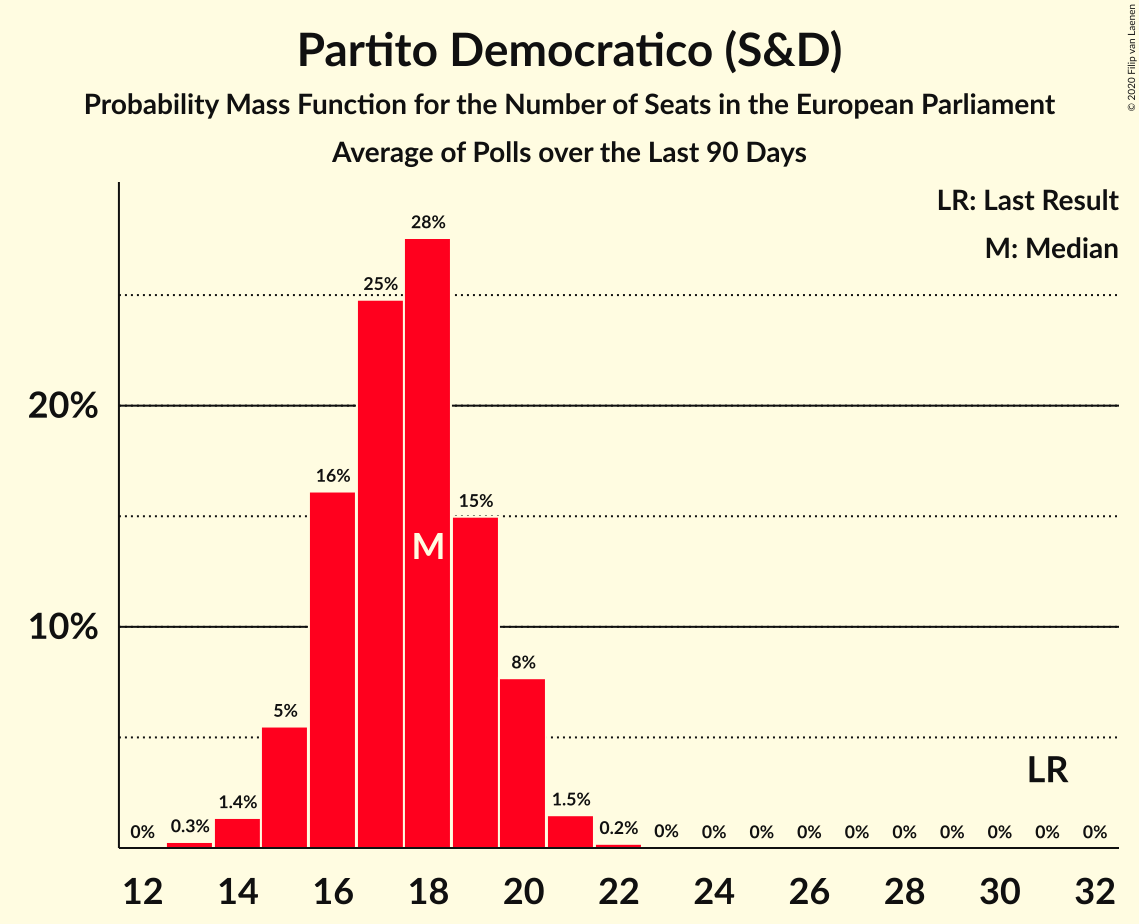 Partito Democratico (S&D)
Probability Mass Function for the Number of Seats in the European Parliament
Average of Polls over the Last 90 Days
© 2020 Filip van Laenen
LR: Last Result
M: Median
28%
25%
20%
16%
15%
M
10%
8%
5%
LR
1.4%
1.5%
0% 0.3% 0.2% 0% 0% 0% 0% 0% 0% 0% 0% 0% 0%
12 14 16 18 20 22 24 26 28 30 32